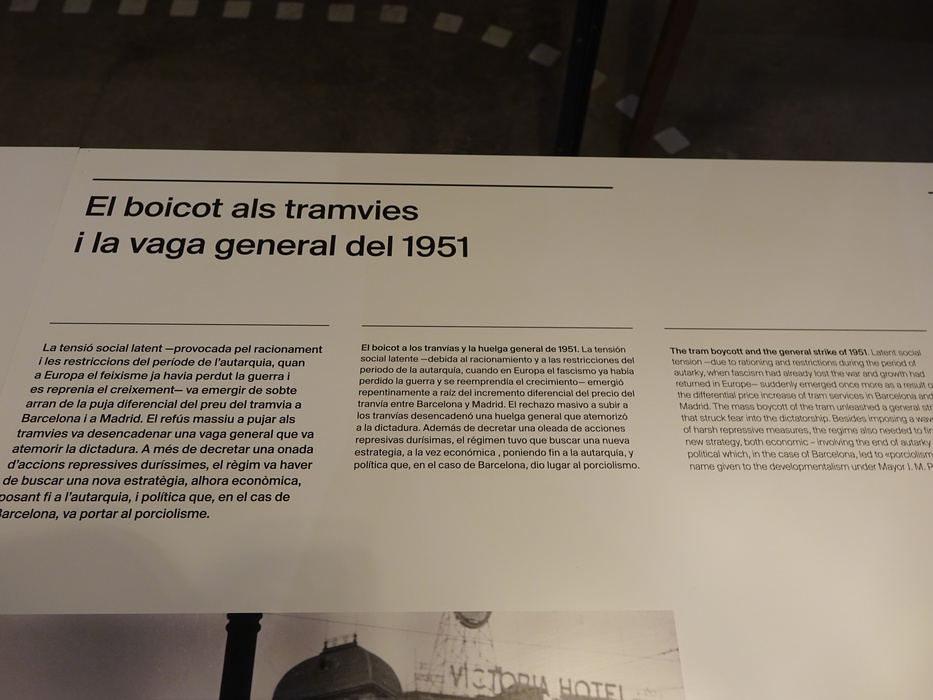 El boicot als tramvies
i la vaga general del 1951
La tensió social latent —provocada pel racionament
i les restriccions del període de l'autarquia, quan
a Europa el feixisme ja havia perdut la guerra i
es reprenia el creixement— va emergir de sobte
arran de la puja diferencial del preu del tramvia a
Barcelona i a Madrid. El refús massiu a pujar als
tramvies va desencadenar una vaga general que va
atemorir la dictadura. A més de decretar una onada
d'accions repressives duríssimes, el règim va haver
de buscar una nova estratègia, alhora econòmica,
posant fi a l'autarquia, i política que, en el cas de
Barcelona, va portar al porciolisme.
El boicot a los tranvías y la huelga general de 1951. La tensión
social latente —debida al racionamiento y a las restricciones del
periodo de la autarquía, cuando en Europa el fascismo ya había
perdido la guerra y se reemprendía el crecimiento— emergió
repentinamente a raíz del incremento diferencial del precio del
tranvía entre Barcelona y Madrid. El rechazo masivo a subir a
los tranvías desencadenó una huelga general que atemorizó
a la dictadura. Además de decretar una oleada de acciones
represivas durísimas, el régimen tuvo que buscar una nueva
estrategia, a la vez económica , poniendo fin a la autarquía, y
política que, en el caso de Barcelona, dio lugar al porciolismo.
The tram boycott and the general strike of 1951. Latent social
tension —due to rationing and restrictions during the period of
autarky, when fascism had already lost the war and growth had
returned in Europe— suddenly emerged once more as a result o
the differential price increase of tram services in Barcelona and
Madrid. The mass boycott of the tram unleashed a general str
that struck fear into the dictatorship. Besides imposing a wav
of harsh repressive measures, the regime also needed to fin
new strategy, both economic – involving the end of autarky
political which, in the case of Barcelona, led to «porciolism
name given to the developmentalism under Mayor J. M. P
VICTORIA HOTEL